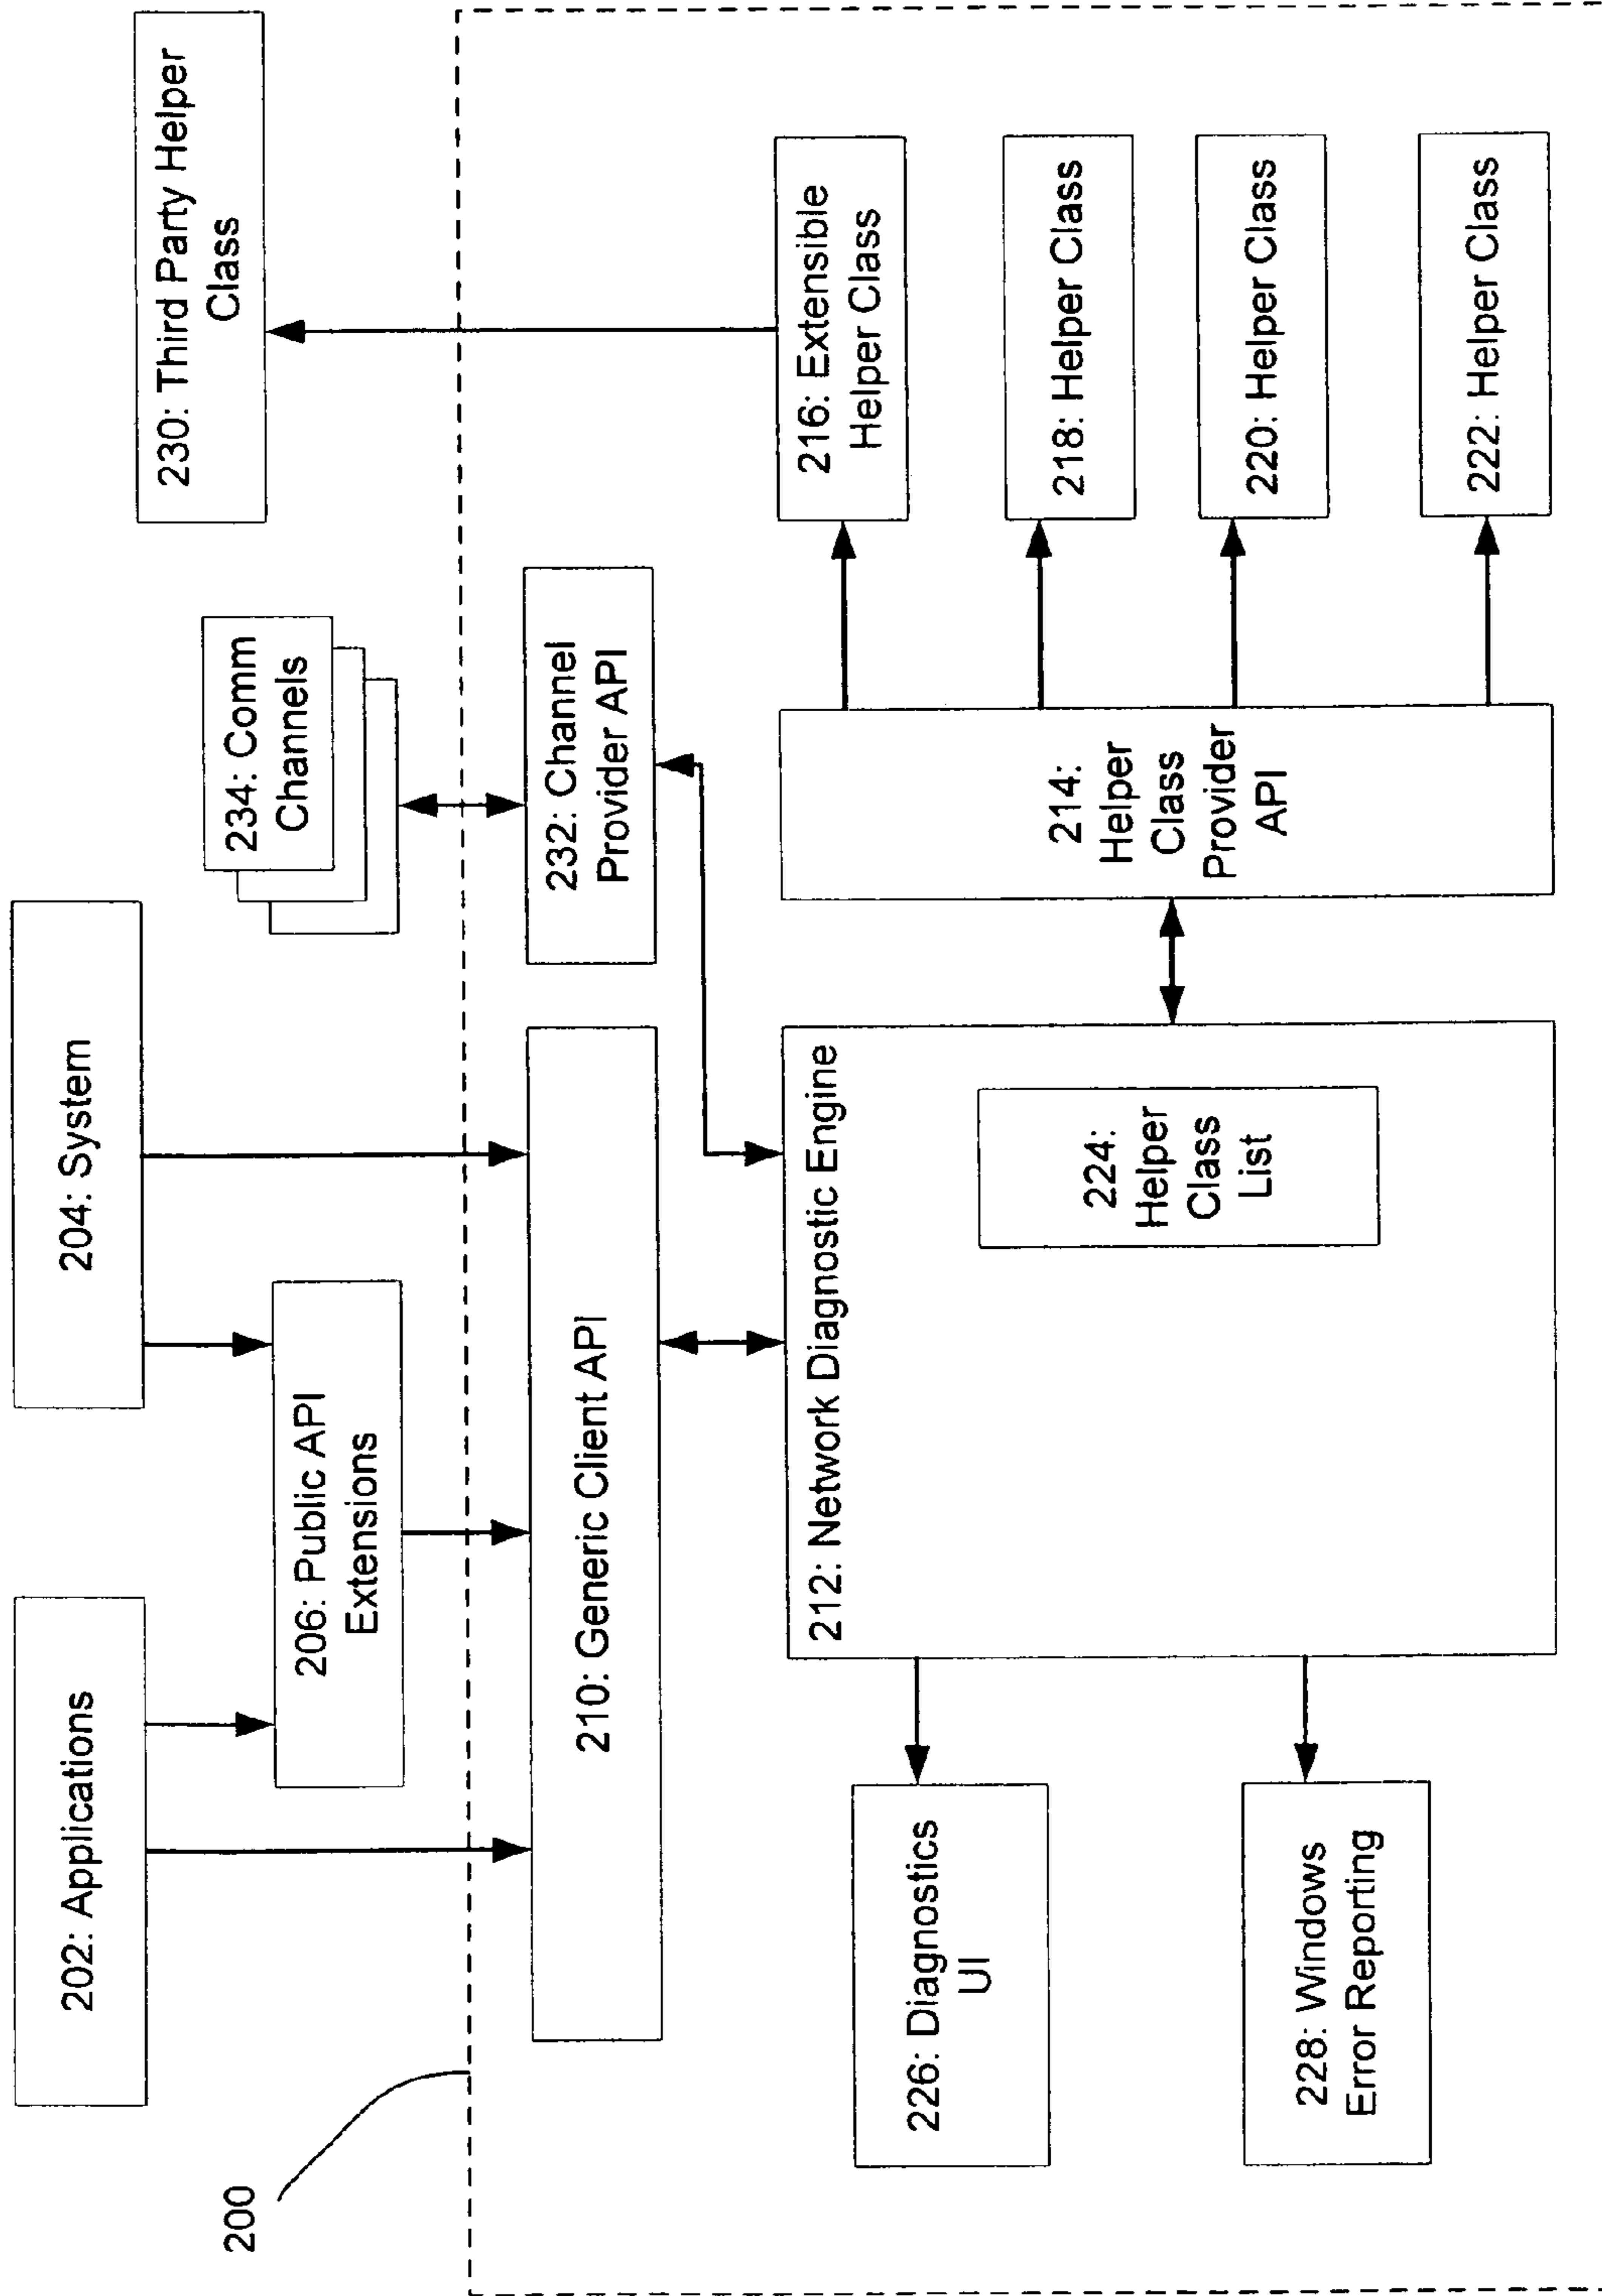 202: Applications
204: System
206: Public API
Extensions
234: Comm
Channels
230: Third Party Helper
Class
200
210: Generic Client API
232: Channel
Provider API
212: Network Diagnostic Engine
224:
Helper
Class
List
214:
Helper
Class
Provider
API
216: Extensible
Helper Class
218: Helper Class
220: Helper Class
222: Helper Class
226: Diagnostics
UI
228: Windows
Error Reporting